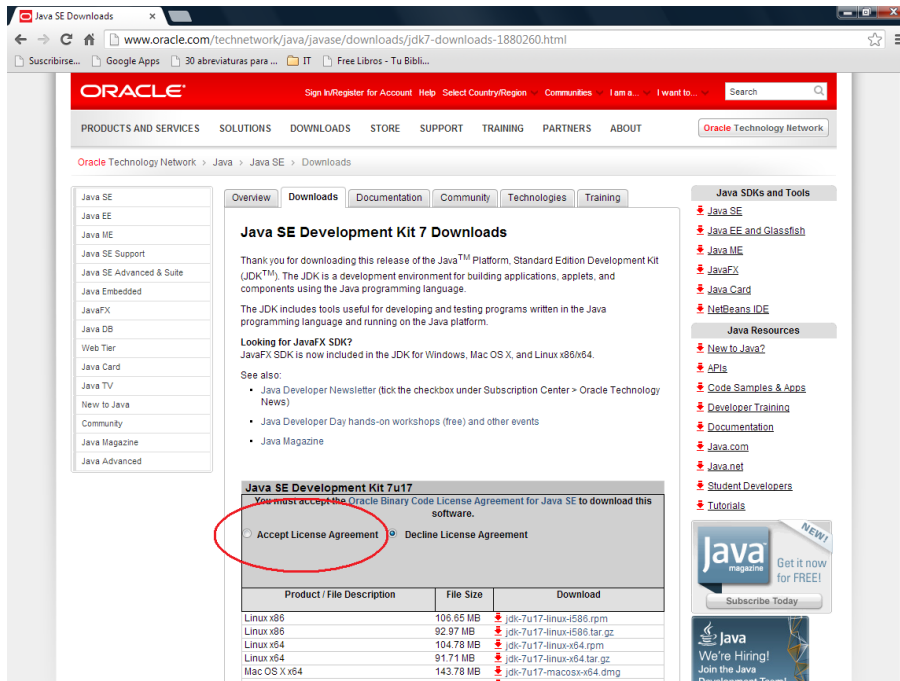 Java SE Downloads
www.oracle.com/technetwork/java/javase/downloads/jdk7-downloads-1880260.html
Suscribirse... Google Apps 30 abreviaturas para ... IT Free Libros - Tu Bibli...
ORACLE
Sign In/Register for Account Help Select Country/Region Communities I am a... I want to... Search
PRODUCTS AND SERVICES SOLUTIONS DOWNLOADS STORE SUPPORT TRAINING PARTNERS ABOUT Oracle Technology Network
Oracle Technology Network > Java > Java SE > Downloads
Java SE
Java EE
Java ME
Java SE Support
Java SE Advanced & Suite
Java Embedded
JavaFX
Java DB
Web Tier
Java Card
Java TV
New to Java
Community
Java Magazine
Java Advanced
Overview Downloads Documentation Community Technologies Training
Java SE Development Kit 7 Downloads
Thank you for downloading this release of the Java™ Platform, Standard Edition Development Kit
(JDK™). The JDK is a development environment for building applications, applets, and
components using the Java programming language.
The JDK includes tools useful for developing and testing programs written in the Java
programming language and running on the Java platform.
Looking for JavaFX SDK?
JavaFX SDK is now included in the JDK for Windows, Mac OS X, and Linux x86/x64.
See also:
• Java Developer Newsletter (tick the checkbox under Subscription Center > Oracle Technology
News)
• Java Developer Day hands-on workshops (free) and other events
• Java Magazine
Java SE Development Kit 7u17
You must accept the Oracle Binary Code License Agreement for Java SE to download this
software.
Accept License Agreement Decline License Agreement
Product / File Description File Size Download
Linux x86 106.65 MB jdk-7u17-linux-i586.rpm
Linux x86 92.97 MB jdk-7u17-linux-i586.tar.gz
Linux x64 104.78 MB jdk-7u17-linux-x64.rpm
Linux x64 91.71 MB jdk-7u17-linux-x64.tar.gz
Mac OS X x64 143.78 MB jdk-7u17-macosx-x64.dmg
Java SDKs and Tools
Java SE
Java EE and Glassfish
Java ME
JavaFX
Java Card
NetBeans IDE
Java Resources
New to Java?
APIs
Code Samples & Apps
Developer Training
Documentation
Java.com
Java.net
Student Developers
Tutorials
NEW!
Java
magazine
Get it now
for FREE!
Subscribe Today
Java
We're Hiring!
Join the Java
Development Team!